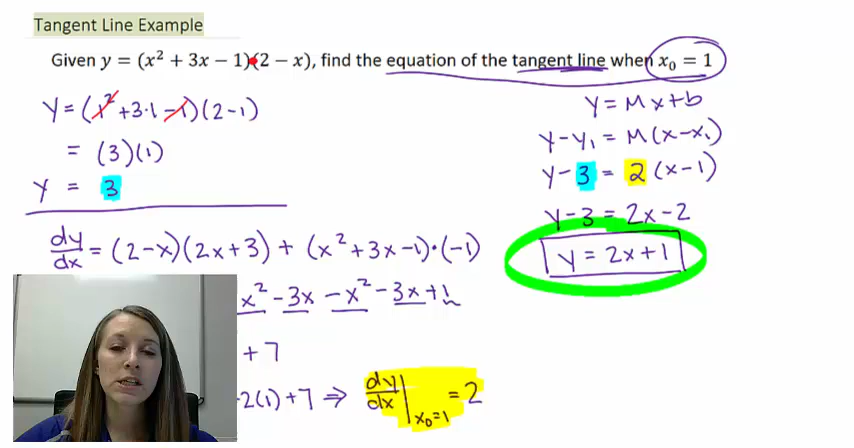 Tangent Line Example
Given y = (x² + 3x − 1)(2 − x), find the equation of the tangent line when x₀ = 1
y = (1² + 3·1 − 1)(2 − 1)
= (3)(1)
y = 3
dy/dx = (2−x)(2x+3) + (x² + 3x − 1)·(−1)
x² − 3x − x² − 3x + 1
+ 7
2(1) + 7 ⇒ dy/dx |x₀=1 = 2
y = mx + b
y − y₁ = m(x − x₁)
y − 3 = 2(x − 1)
y − 3 = 2x − 2
y = 2x + 1